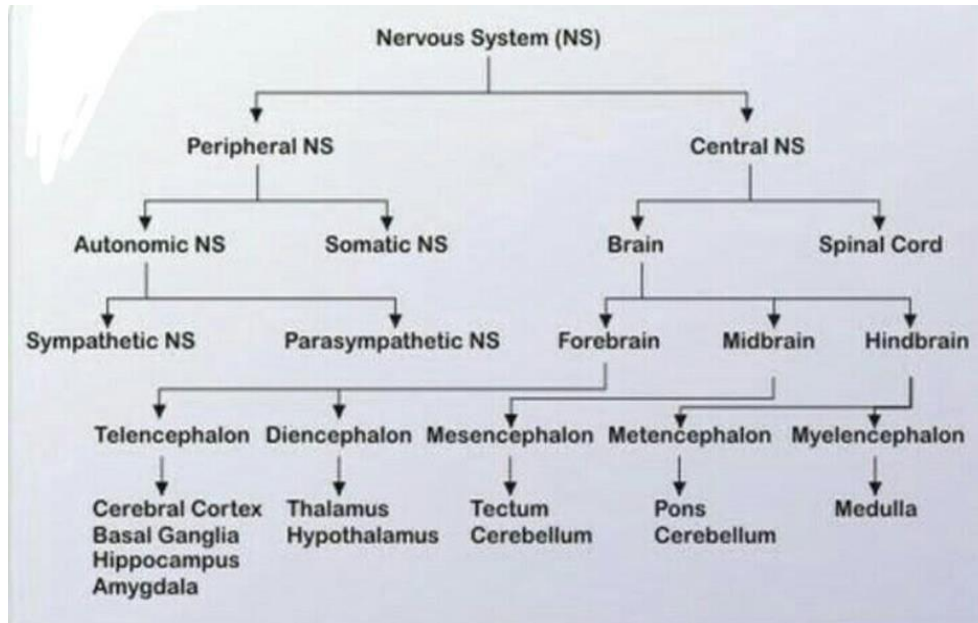 Nervous System (NS)
Peripheral NS Central NS
Autonomic NS Somatic NS Brain Spinal Cord
Sympathetic NS Parasympathetic NS Forebrain Midbrain Hindbrain
Telencephalon Diencephalon Mesencephalon Metencephalon Myelencephalon
Cerebral Cortex Thalamus Tectum Pons Medulla
Basal Ganglia Hypothalamus Cerebellum Cerebellum
Hippocampus
Amygdala